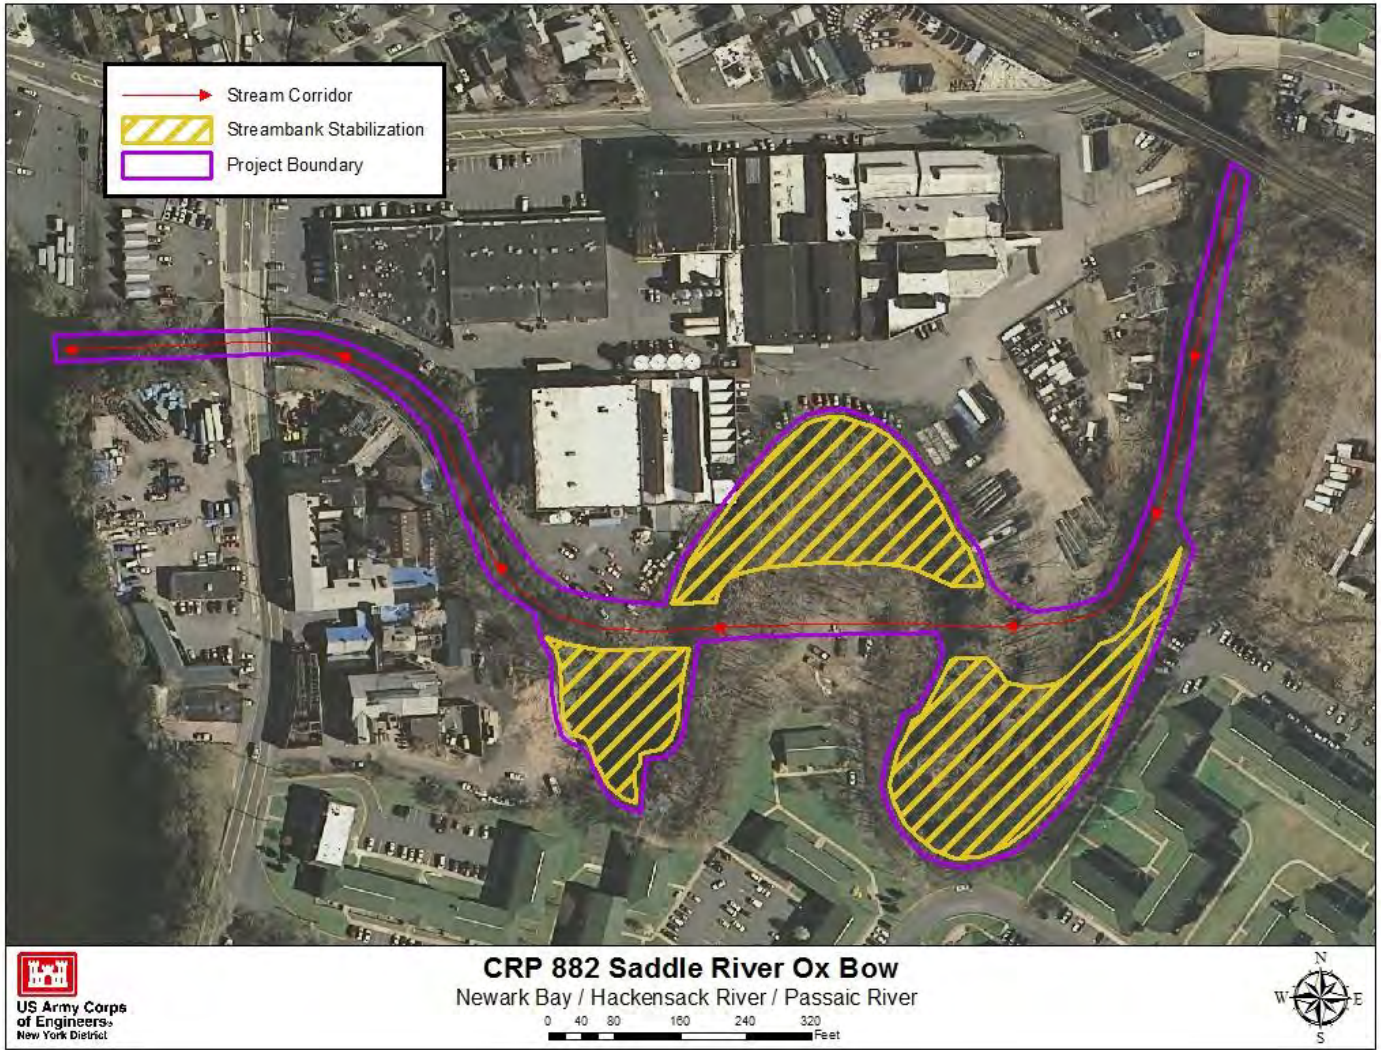 Stream Corridor
Streambank Stabilization
Project Boundary
US Army Corps
of Engineers®
New York District
CRP 882 Saddle River Ox Bow
Newark Bay / Hackensack River / Passaic River
0 40 80 160 240 320
Feet
N
W E
S